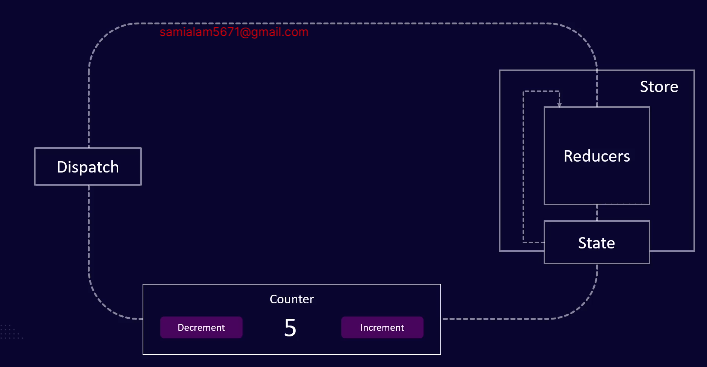 samialam5671@gmail.com
Store
Reducers
Dispatch
State
Counter
Decrement
5
Increment